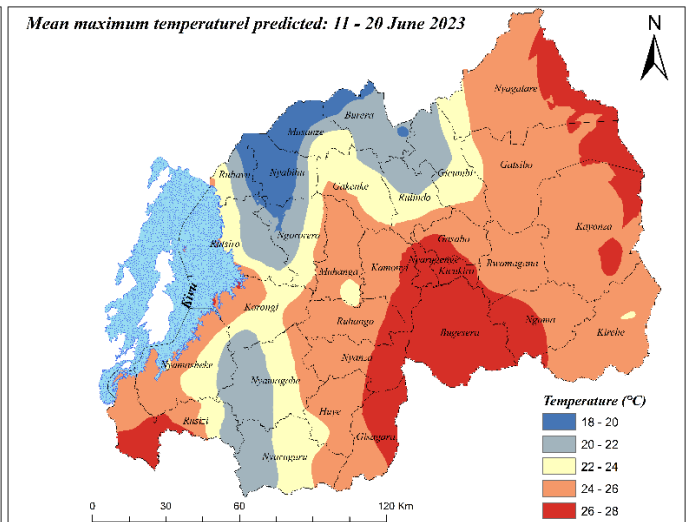 Mean maximum temperaturel predicted: 11 - 20 June 2023
N
Nyagatare
Burera
Musanze
Rubavu
Nyabihu
Gakenke
Gicumbi
Rulindo
Gatsibo
Kayonza
Rutsiro
Ngororero
Gasabo
Nyarugenge
Kicukiro
Rwamagana
Muhanga
Kamonyi
Kivu
Karongi
Ruhango
Bugesera
Ngoma
Kirehe
Nyamasheke
Nyanza
Nyamagabe
Rusizi
Huye
Gisagara
Nyaruguru
Temperature (°C)
18 - 20
20 - 22
22 - 24
24 - 26
26 - 28
0 30 60 120 Km